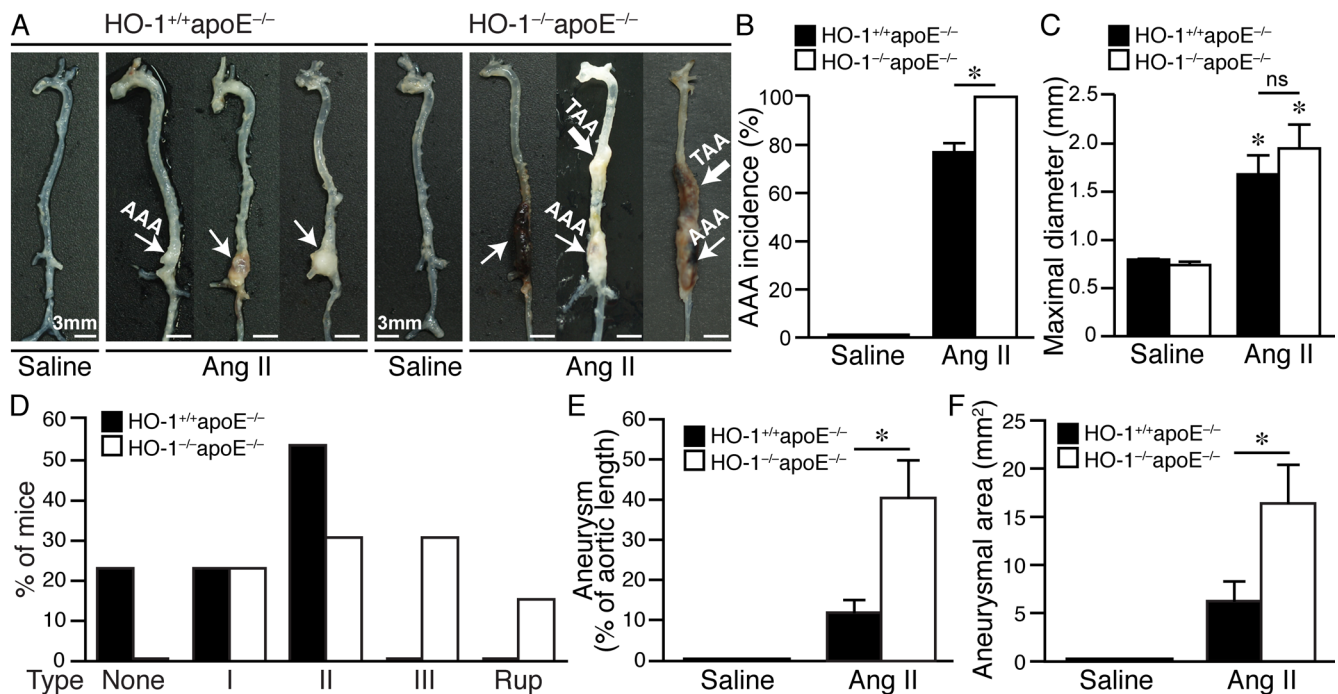 A
HO-1+/+apoE–/–
HO-1–/–apoE–/–
AAA
TAA
AAA
TAA
AAA
3mm
3mm
Saline
Ang II
Saline
Ang II
B
HO-1+/+apoE–/–
HO-1–/–apoE–/–
*
AAA incidence (%)
100
80
60
40
20
0
Saline
Ang II
C
HO-1+/+apoE–/–
HO-1–/–apoE–/–
ns
*
*
Maximal diameter (mm)
2.5
2.0
1.5
1.0
0.5
0
Saline
Ang II
D
HO-1+/+apoE–/–
HO-1–/–apoE–/–
% of mice
60
50
40
30
20
10
0
Type None I II III Rup
E
HO-1+/+apoE–/–
HO-1–/–apoE–/–
*
Aneurysm
(% of aortic length)
60
50
40
30
20
10
0
Saline
Ang II
F
HO-1+/+apoE–/–
HO-1–/–apoE–/–
*
Aneurysmal area (mm²)
25
20
15
10
5
0
Saline
Ang II